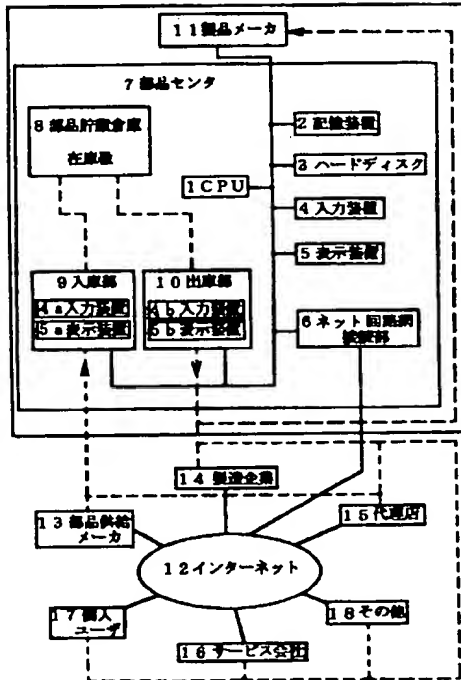 11製品メーカ
7部品センタ
8部品貯蔵倉庫
在庫数
2記憶装置
3ハードディスク
1CPU
4入力装置
5表示装置
9入庫部
4a入力装置
5a表示装置
10出庫部
4b入力装置
5b表示装置
6ネット回路網
接続部
14製造企業
13部品供給
メーカ
15代理店
12インターネット
17個人
ユーザ
18その他
16サービス会社